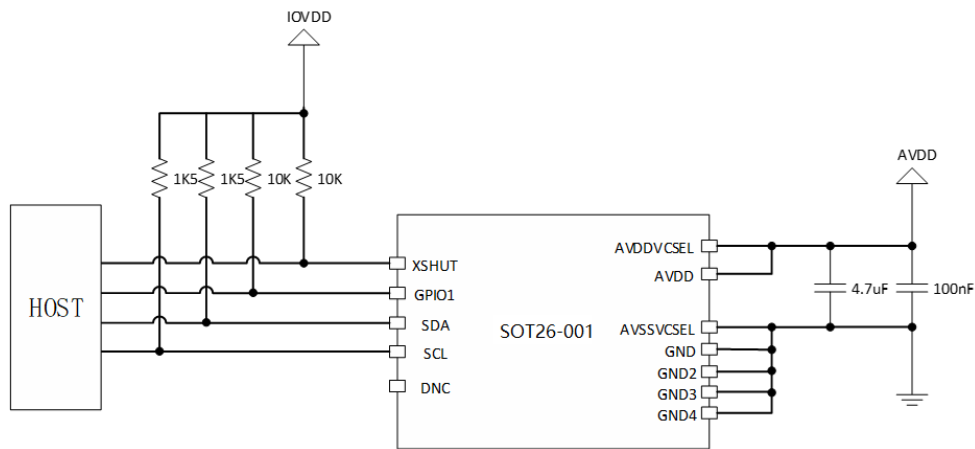 IOVDD
1K5
1K5
10K
10K
AVDD
HOST
XSHUT
GPIO1
SDA
SCL
DNC
SOT26-001
AVDDVCSEL
AVDD
AVSSVCSEL
GND
GND2
GND3
GND4
4.7uF
100nF